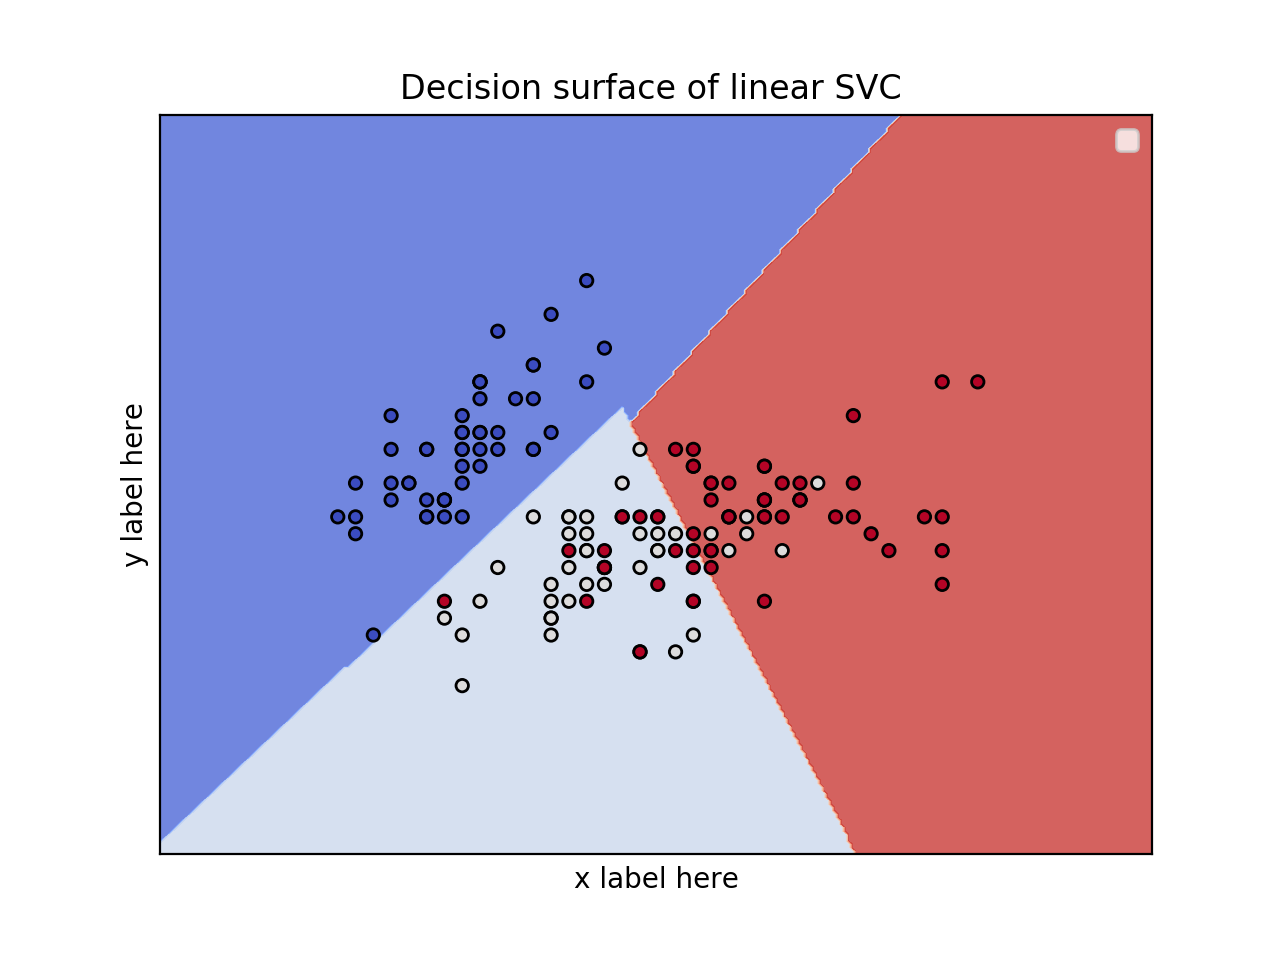 Decision surface of linear SVC
y label here
x label here